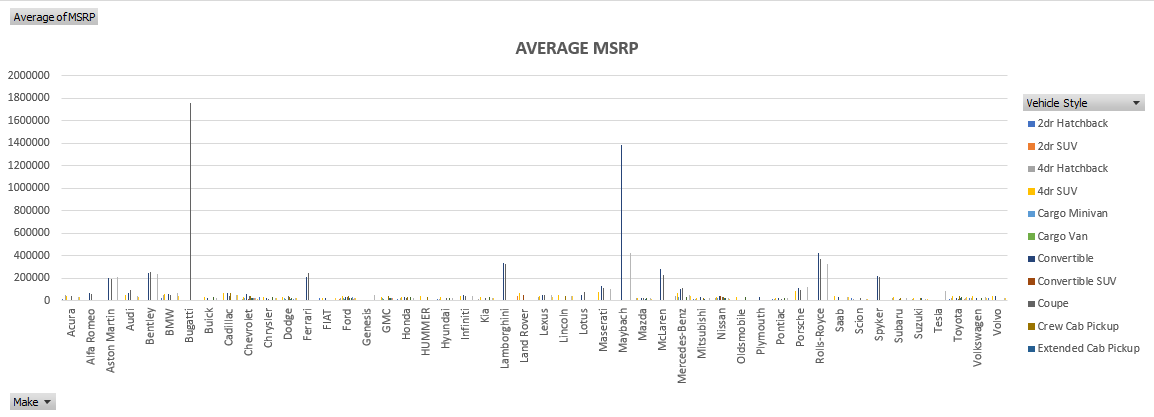 Average of MSRP
AVERAGE MSRP
2000000
1800000
1600000
1400000
1200000
1000000
800000
600000
400000
200000
0
Acura
Alfa Romeo
Aston Martin
Audi
Bentley
BMW
Bugatti
Buick
Cadillac
Chevrolet
Chrysler
Dodge
Ferrari
FIAT
Ford
Genesis
GMC
Honda
HUMMER
Hyundai
Infiniti
Kia
Lamborghini
Land Rover
Lexus
Lincoln
Lotus
Maserati
Maybach
Mazda
McLaren
Mercedes-Benz
Mitsubishi
Nissan
Oldsmobile
Plymouth
Pontiac
Porsche
Rolls-Royce
Saab
Scion
Spyker
Subaru
Suzuki
Tesla
Toyota
Volkswagen
Volvo
Vehicle Style
2dr Hatchback
2dr SUV
4dr Hatchback
4dr SUV
Cargo Minivan
Cargo Van
Convertible
Convertible SUV
Coupe
Crew Cab Pickup
Extended Cab Pickup
Make